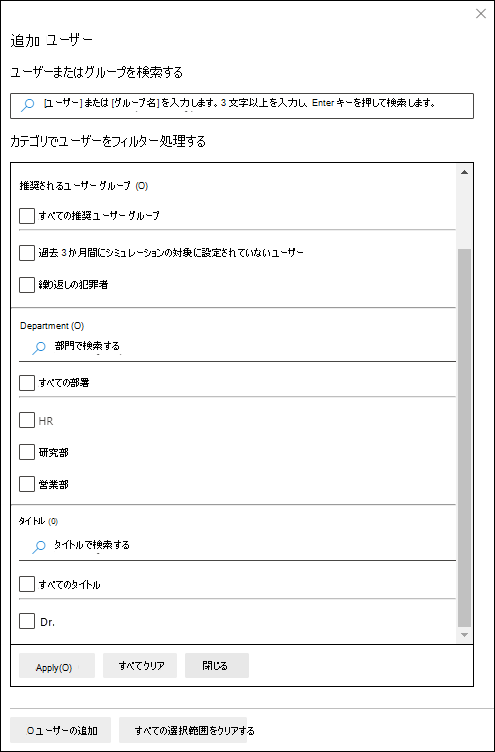 追加 ユーザー
ユーザーまたはグループを検索する
[ユーザー] または [グループ名] を入力します。3 文字以上を入力し、Enter キーを押して検索します。
カテゴリでユーザーをフィルター処理する
推奨されるユーザー グループ (O)
すべての推奨ユーザー グループ
過去 3 か月間にシミュレーションの対象に設定されていないユーザー
繰り返しの犯罪者
Department (O)
部門で検索する
すべての部署
HR
研究部
営業部
タイトル (0)
タイトルで検索する
すべてのタイトル
Dr.
Apply(O)
すべてクリア
閉じる
Oユーザーの追加
すべての選択範囲をクリアする